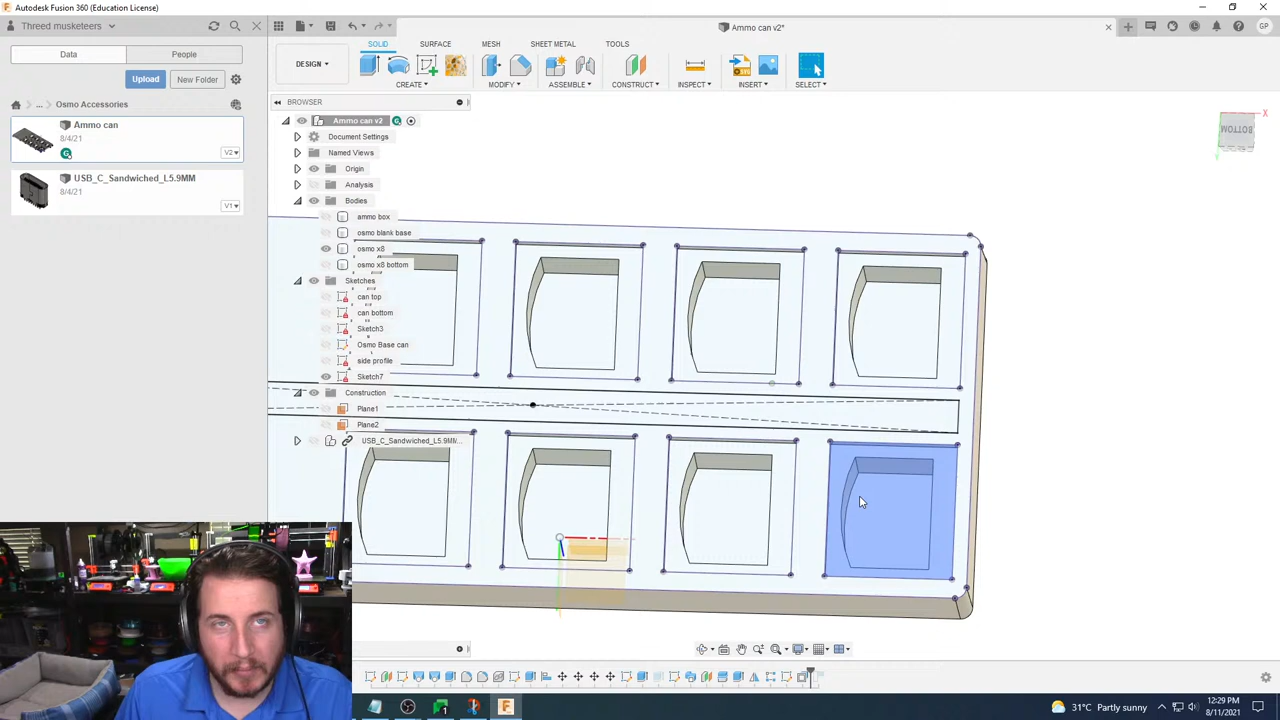 Autodesk Fusion 360 (Education License)
Threed musketeers
Ammo can v2*
GP
Data
People
SOLID
SURFACE
MESH
SHEET METAL
TOOLS
DESIGN
Upload
New Folder
CREATE
MODIFY
ASSEMBLE
CONSTRUCT
INSPECT
INSERT
SELECT
... Osmo Accessories
BROWSER
Ammo can
8/4/21
V2
USB_C_Sandwiched_L5.9MM
8/4/21
V1
Ammo can v2
Document Settings
Named Views
Origin
Analysis
Bodies
ammo box
osmo blank base
osmo x8
osmo x8 bottom
Sketches
can top
can bottom
Sketch3
Osmo Base can
side profile
Sketch7
Construction
Plane1
Plane2
USB_C_Sandwiched_L5.9M...
BOTTOM
X
31°C Partly sunny
12:29 PM
8/11/2021